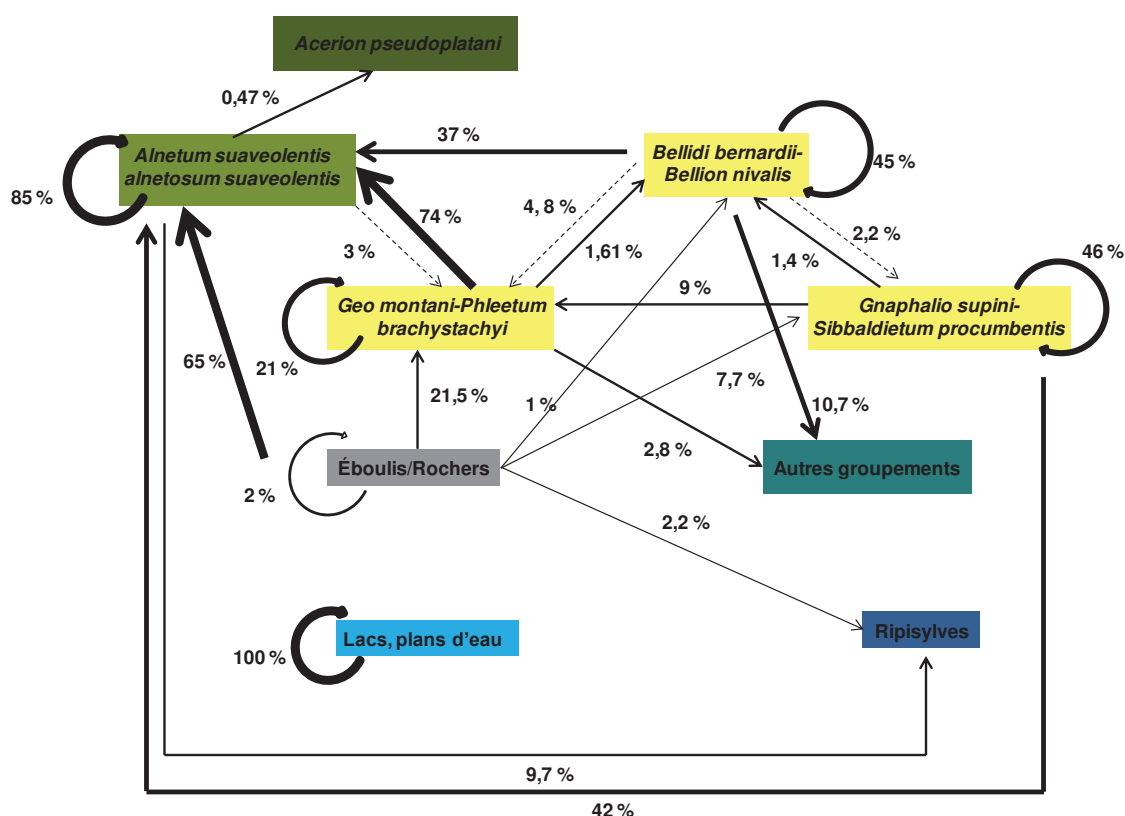 Acerion pseudoplatani
0,47 %
37 %
Alnetum suaveolentis
alnetosum suaveolentis
Bellidi bernardii-
Bellion nivalis
45 %
85 %
74 %
4, 8 %
3 %
1,61 %
2,2 %
1,4 %
46 %
9 %
Geo montani-Phleetum
brachystachyi
Gnaphalio supini-
Sibbaldietum procumbentis
65 %
21 %
21,5 %
1 %
7,7 %
10,7 %
2,8 %
Éboulis/Rochers
Autres groupements
2 %
2,2 %
Lacs, plans d’eau
Ripisylves
100 %
9,7 %
42 %